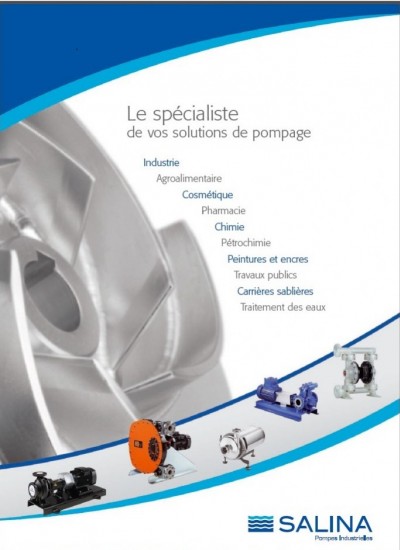 Le spécialiste
de vos solutions de pompage
Industrie
Agroalimentaire
Cosmétique
Pharmacie
Chimie
Pétrochimie
Peintures et encres
Travaux publics
Carrières sablières
Traitement des eaux
SALINA
Pompes Industrielles